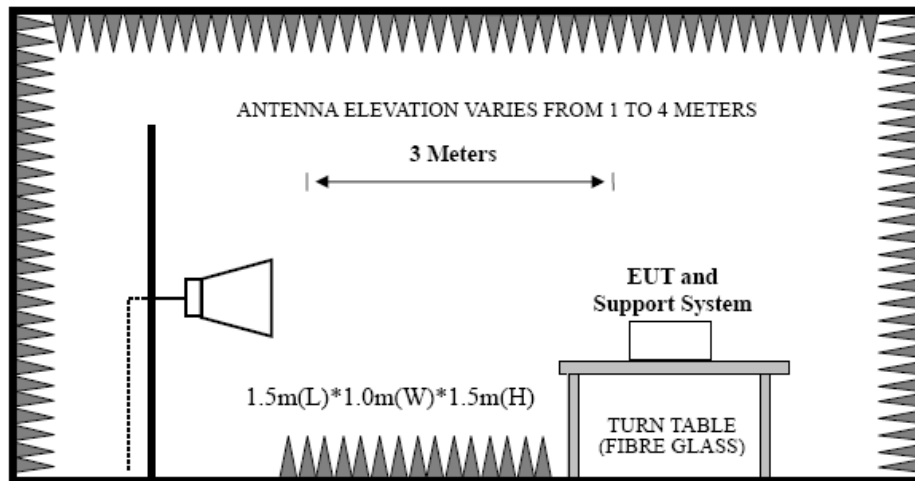 ANTENNA ELEVATION VARIES FROM 1 TO 4 METERS
3 Meters
EUT and
Support System
1.5m(L)*1.0m(W)*1.5m(H)
TURN TABLE
(FIBRE GLASS)